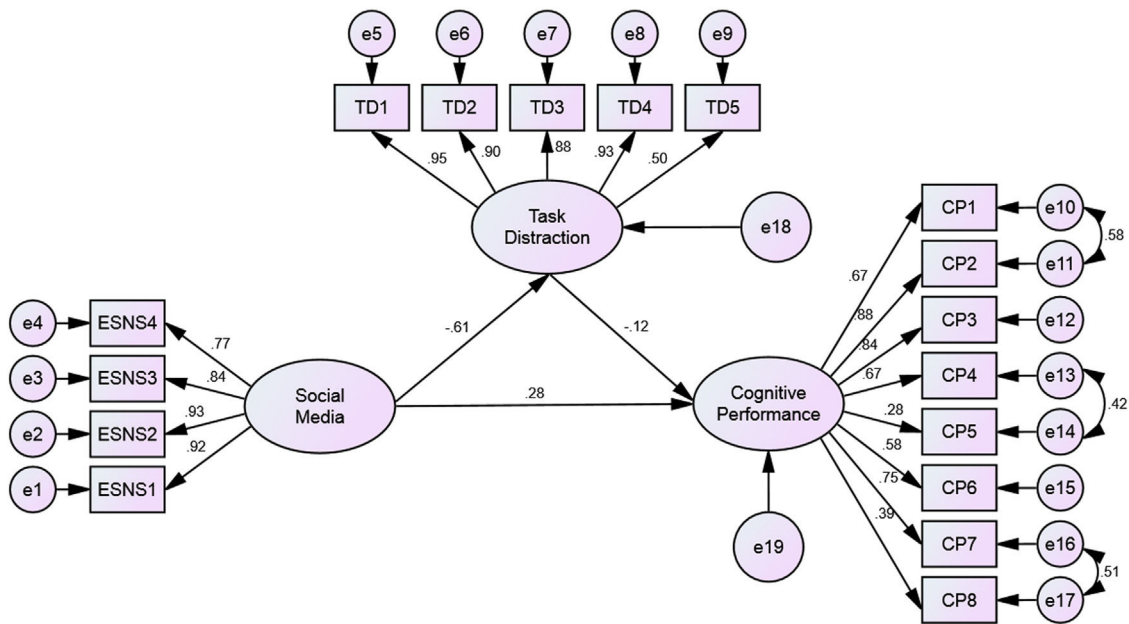 e5
e6
e7
e8
e9
TD1
TD2
TD3
TD4
TD5
.95
.90
.88
.93
.50
Task
Distraction
e18
CP1
e10
.58
CP2
e11
CP3
e12
CP4
e13
.42
CP5
e14
CP6
e15
CP7
e16
.51
CP8
e17
.67
.88
.84
.67
.28
.58
.75
.39
e4
ESNS4
e3
ESNS3
e2
ESNS2
e1
ESNS1
.77
.84
.93
.92
Social
Media
-.61
-.12
.28
Cognitive
Performance
e19